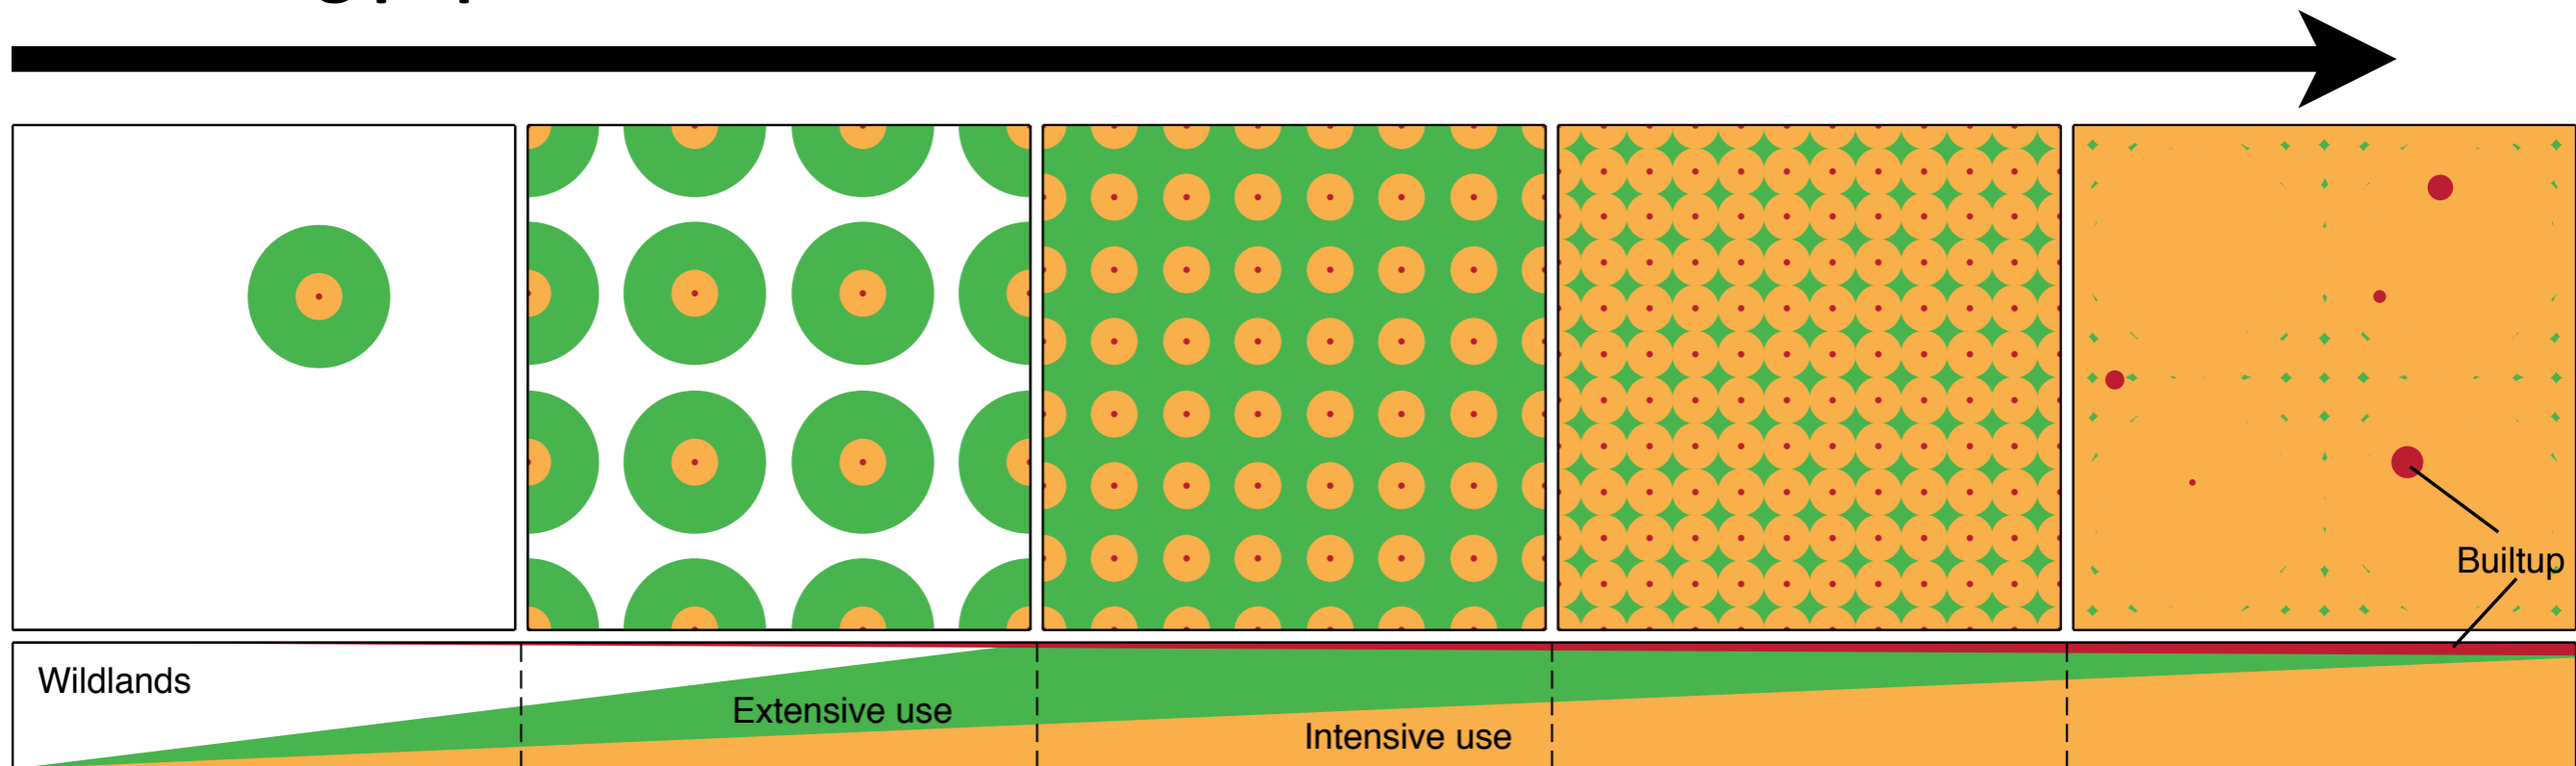 Wildlands
Extensive use
Intensive use
Builtup